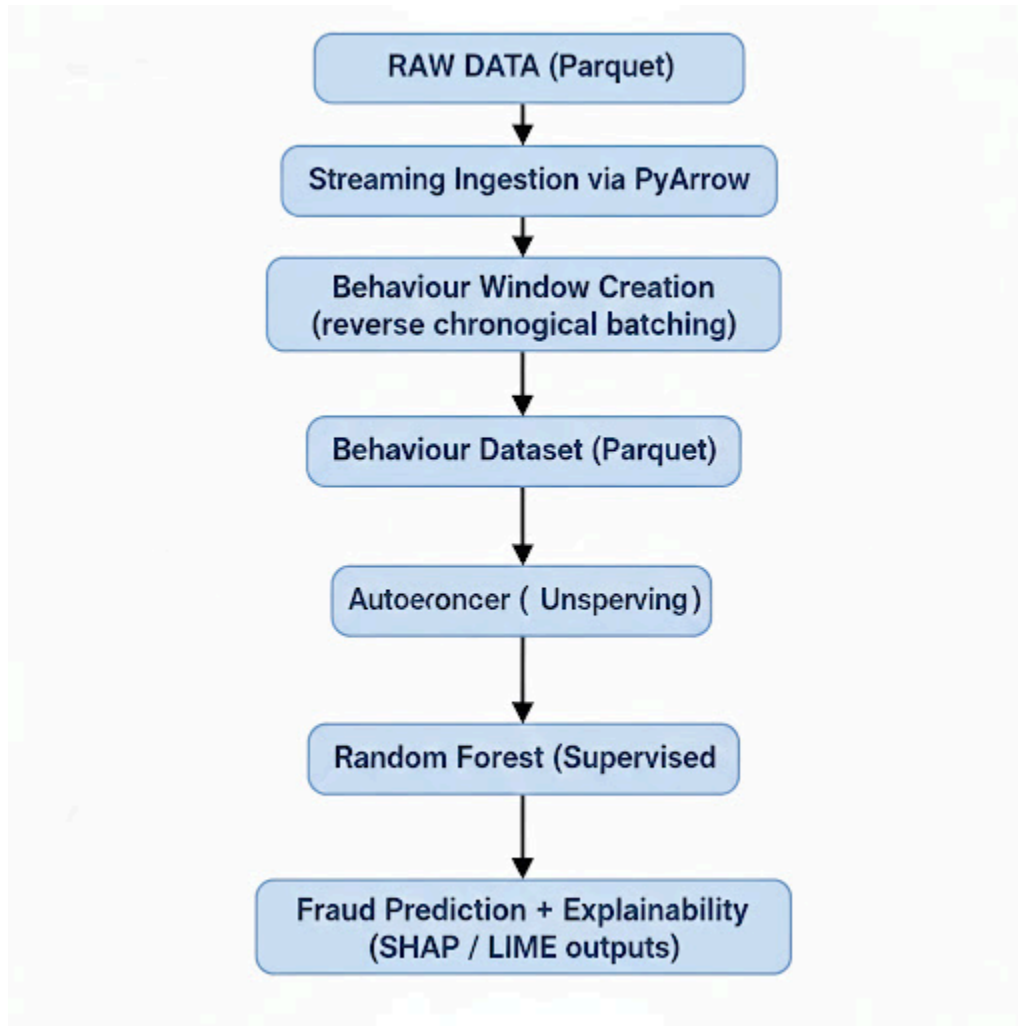 RAW DATA (Parquet)
Streaming Ingestion via PyArrow
Behaviour Window Creation
(reverse chronogical batching)
Behaviour Dataset (Parquet)
Autoeroncer ( Unsperving)
Random Forest (Supervised
Fraud Prediction + Explainability
(SHAP / LIME outputs)